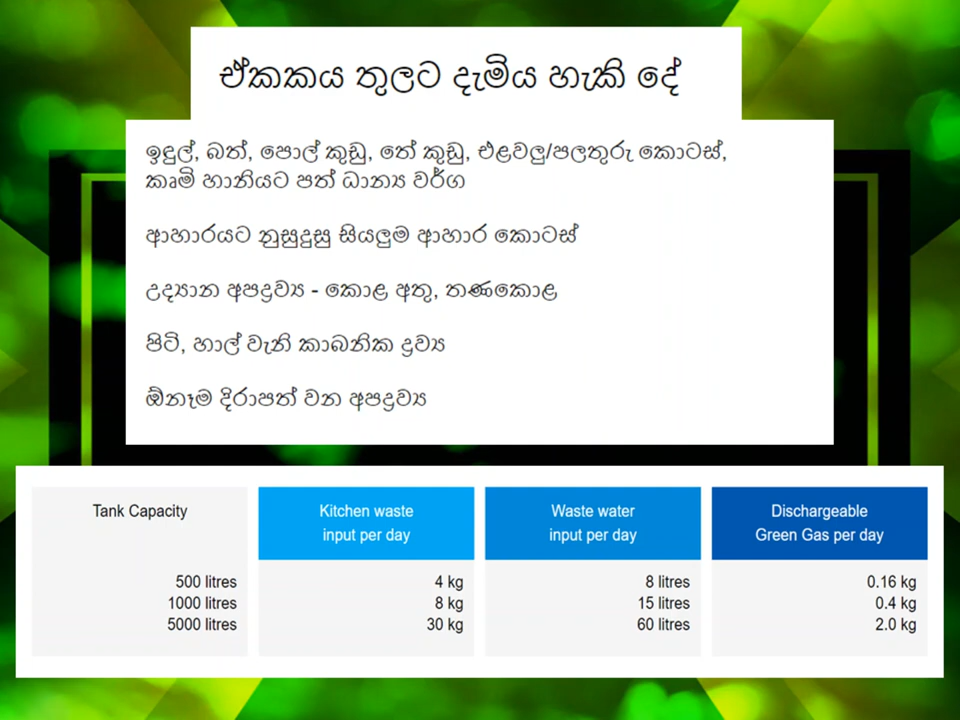 ඒකකය තුලට දැමිය හැකි දේ
ඉඳුල්, බත්, පොල් කුඩු, තේ කුඩු, එළවලු/පලතුරු කොටස්,
කෘමි හානියට පත් ධාන්‍ය වර්ග
ආහාරයට නුසුදුසු සියලුම ආහාර කොටස්
උද්‍යාන අපද්‍රව්‍ය - කොළ අතු, තණකොළ
පිටි, හාල් වැනි කාබනික ද්‍රව්‍ය
ඕනෑම දිරාපත් වන අපද්‍රව්‍ය
Tank Capacity Kitchen waste Waste water Dischargeable
input per day input per day Green Gas per day
500 litres 4 kg 8 litres 0.16 kg
1000 litres 8 kg 15 litres 0.4 kg
5000 litres 30 kg 60 litres 2.0 kg